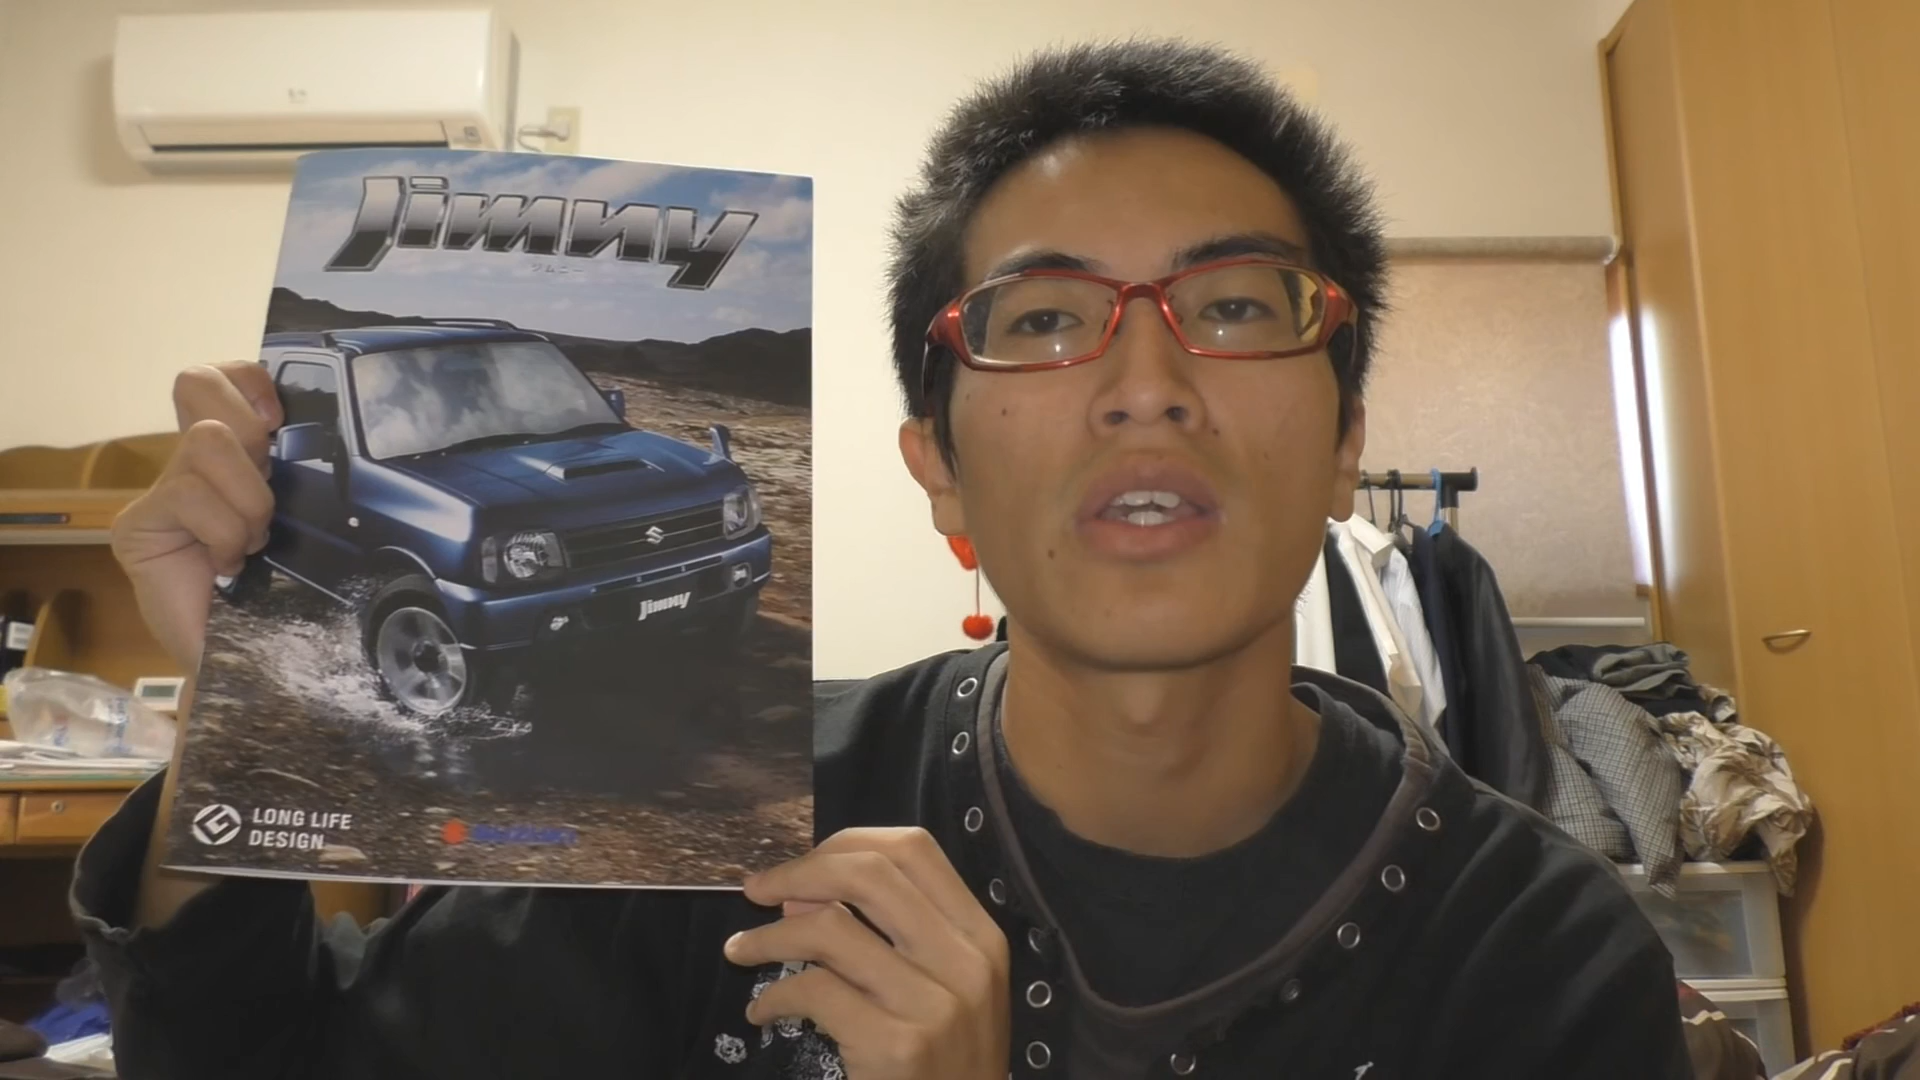 Jimny
ジムニー
Jimny
LONG LIFE
DESIGN
SUZUKI